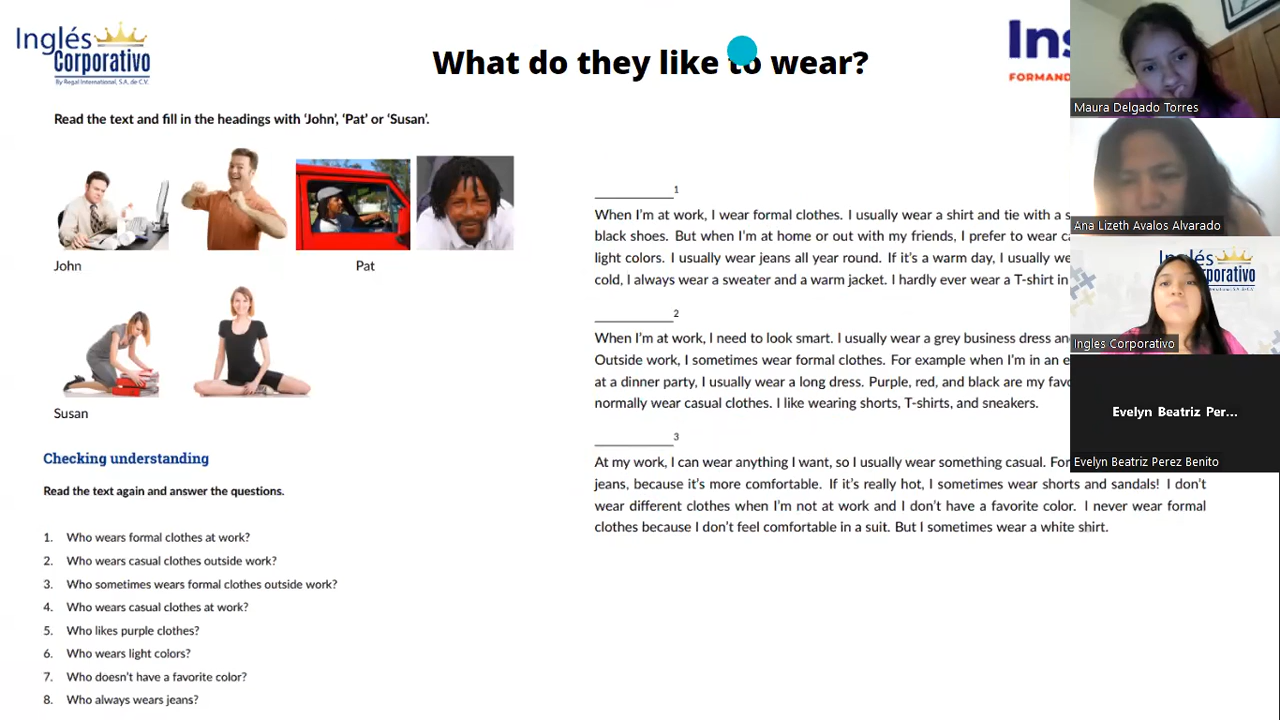 Inglés
Corporativo
By Regal International, S.A. de C.V.
What do they like to wear?
Ins
FORMAND
Read the text and fill in the headings with ‘John’, ‘Pat’ or ‘Susan’.
John
Pat
Susan
Checking understanding
Read the text again and answer the questions.
1. Who wears formal clothes at work?
2. Who wears casual clothes outside work?
3. Who sometimes wears formal clothes outside work?
4. Who wears casual clothes at work?
5. Who likes purple clothes?
6. Who wears light colors?
7. Who doesn’t have a favorite color?
8. Who always wears jeans?
__________1
When I’m at work, I wear formal clothes. I usually wear a shirt and tie with a
black shoes. But when I’m at home or out with my friends, I prefer to wear
light colors. I usually wear jeans all year round. If it’s a warm day, I usually
cold, I always wear a sweater and a warm jacket. I hardly ever wear a T-shirt in
__________2
When I’m at work, I need to look smart. I usually wear a grey business dress
Outside work, I sometimes wear formal clothes. For example when I’m in an
at a dinner party, I usually wear a long dress. Purple, red, and black are my
normally wear casual clothes. I like wearing shorts, T-shirts, and sneakers.
__________3
At my work, I can wear anything I want, so I usually wear something casual. For
jeans, because it’s more comfortable. If it’s really hot, I sometimes wear shorts and sandals! I don’t
wear different clothes when I’m not at work and I don’t have a favorite color. I never wear formal
clothes because I don’t feel comfortable in a suit. But I sometimes wear a white shirt.
Maura Delgado Torres
Ana Lizeth Avalos Alvarado
Inglés
rporativo
Ingles Corporativo
Evelyn Beatriz Per...
Evelyn Beatriz Perez Benito